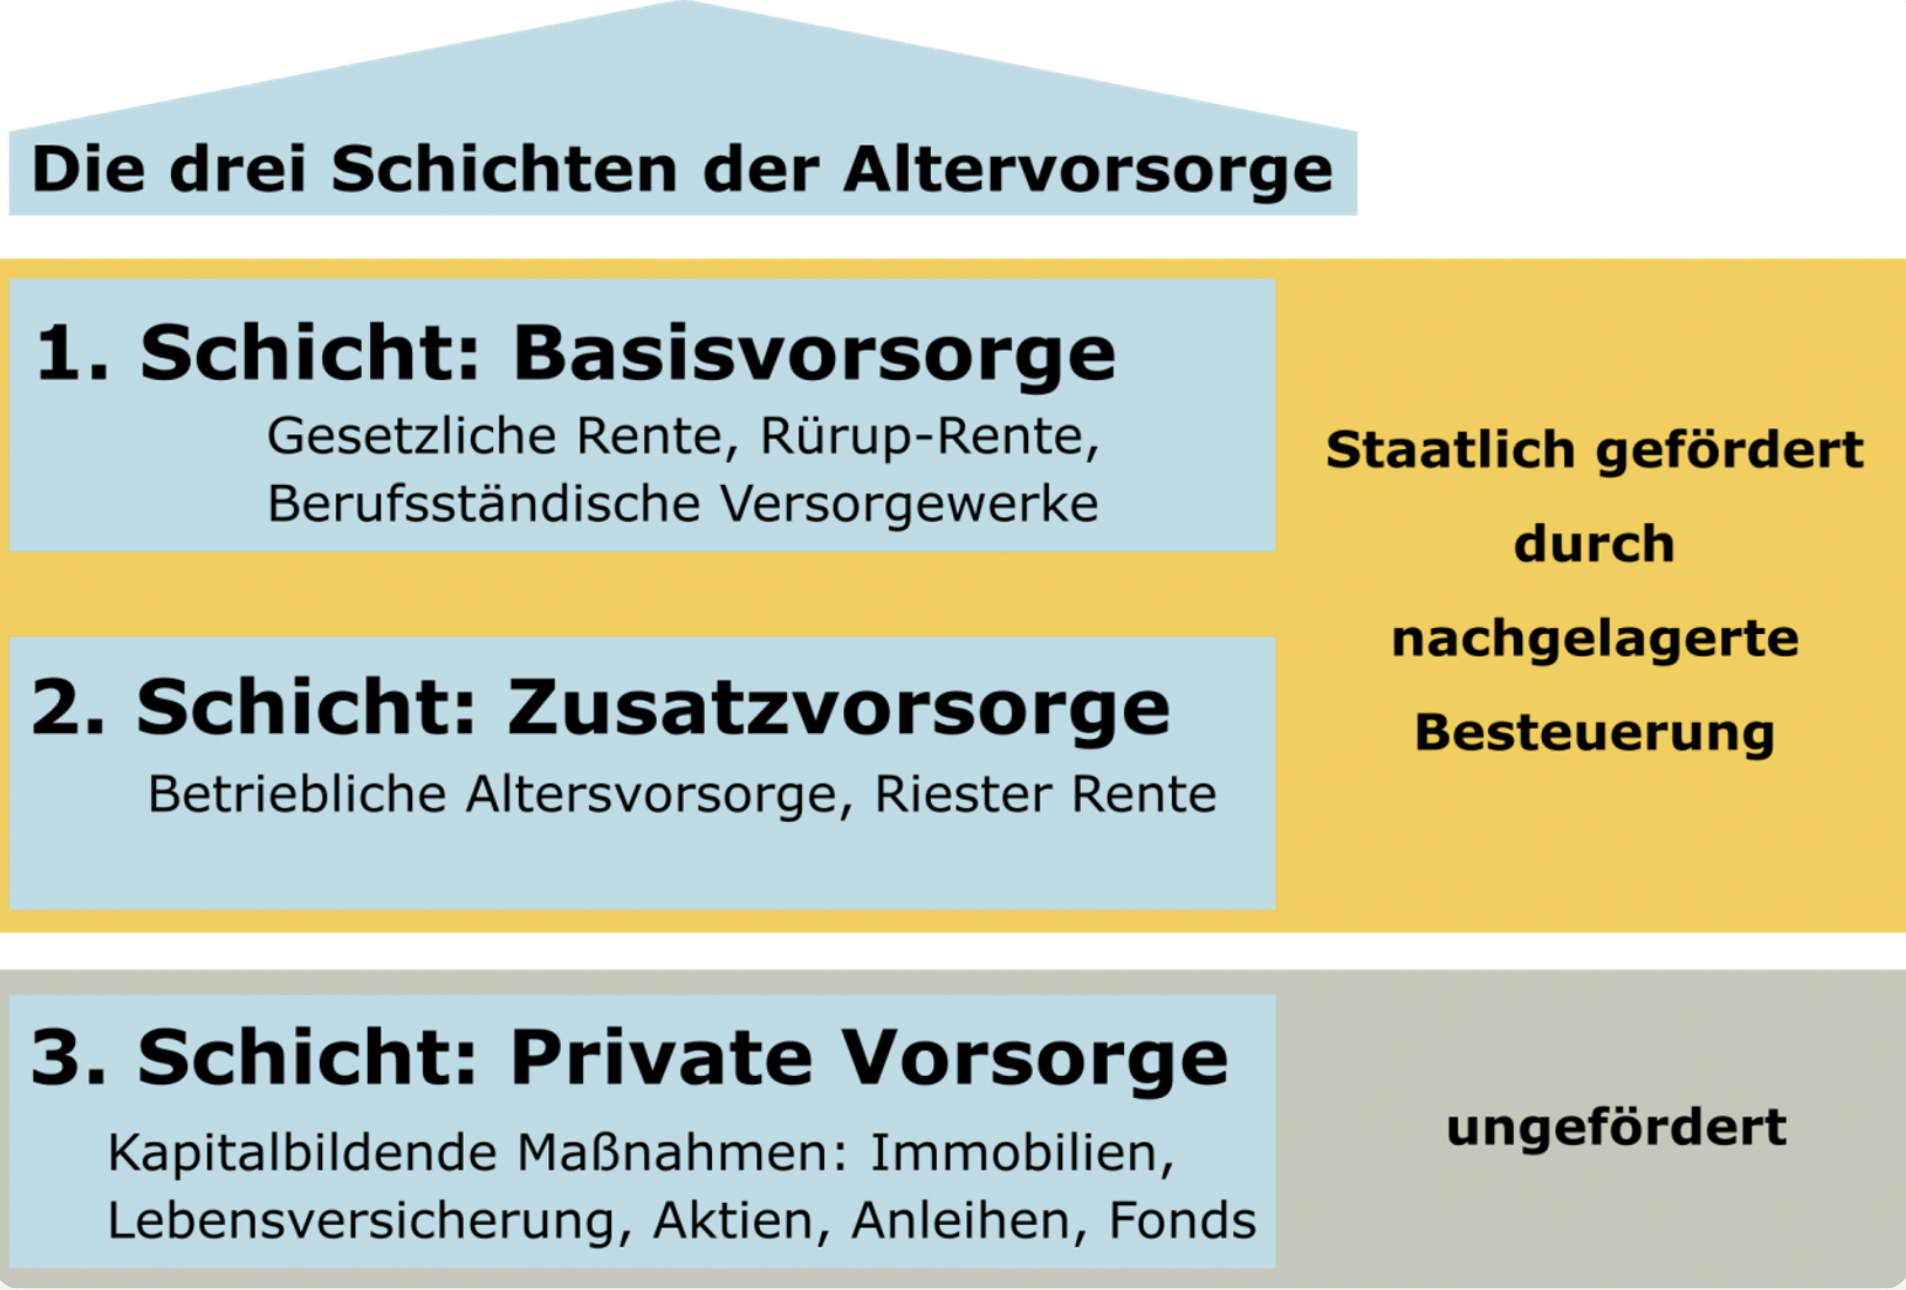 Die drei Schichten der Altervorsorge
1. Schicht: Basisvorsorge
Gesetzliche Rente, Rürup-Rente,
Berufsständische Versorgewerke
Staatlich gefördert
durch
nachgelagerte
Besteuerung
2. Schicht: Zusatzvorsorge
Betriebliche Altersvorsorge, Riester Rente
3. Schicht: Private Vorsorge
Kapitalbildende Maßnahmen: Immobilien,
Lebensversicherung, Aktien, Anleihen, Fonds
ungefördert